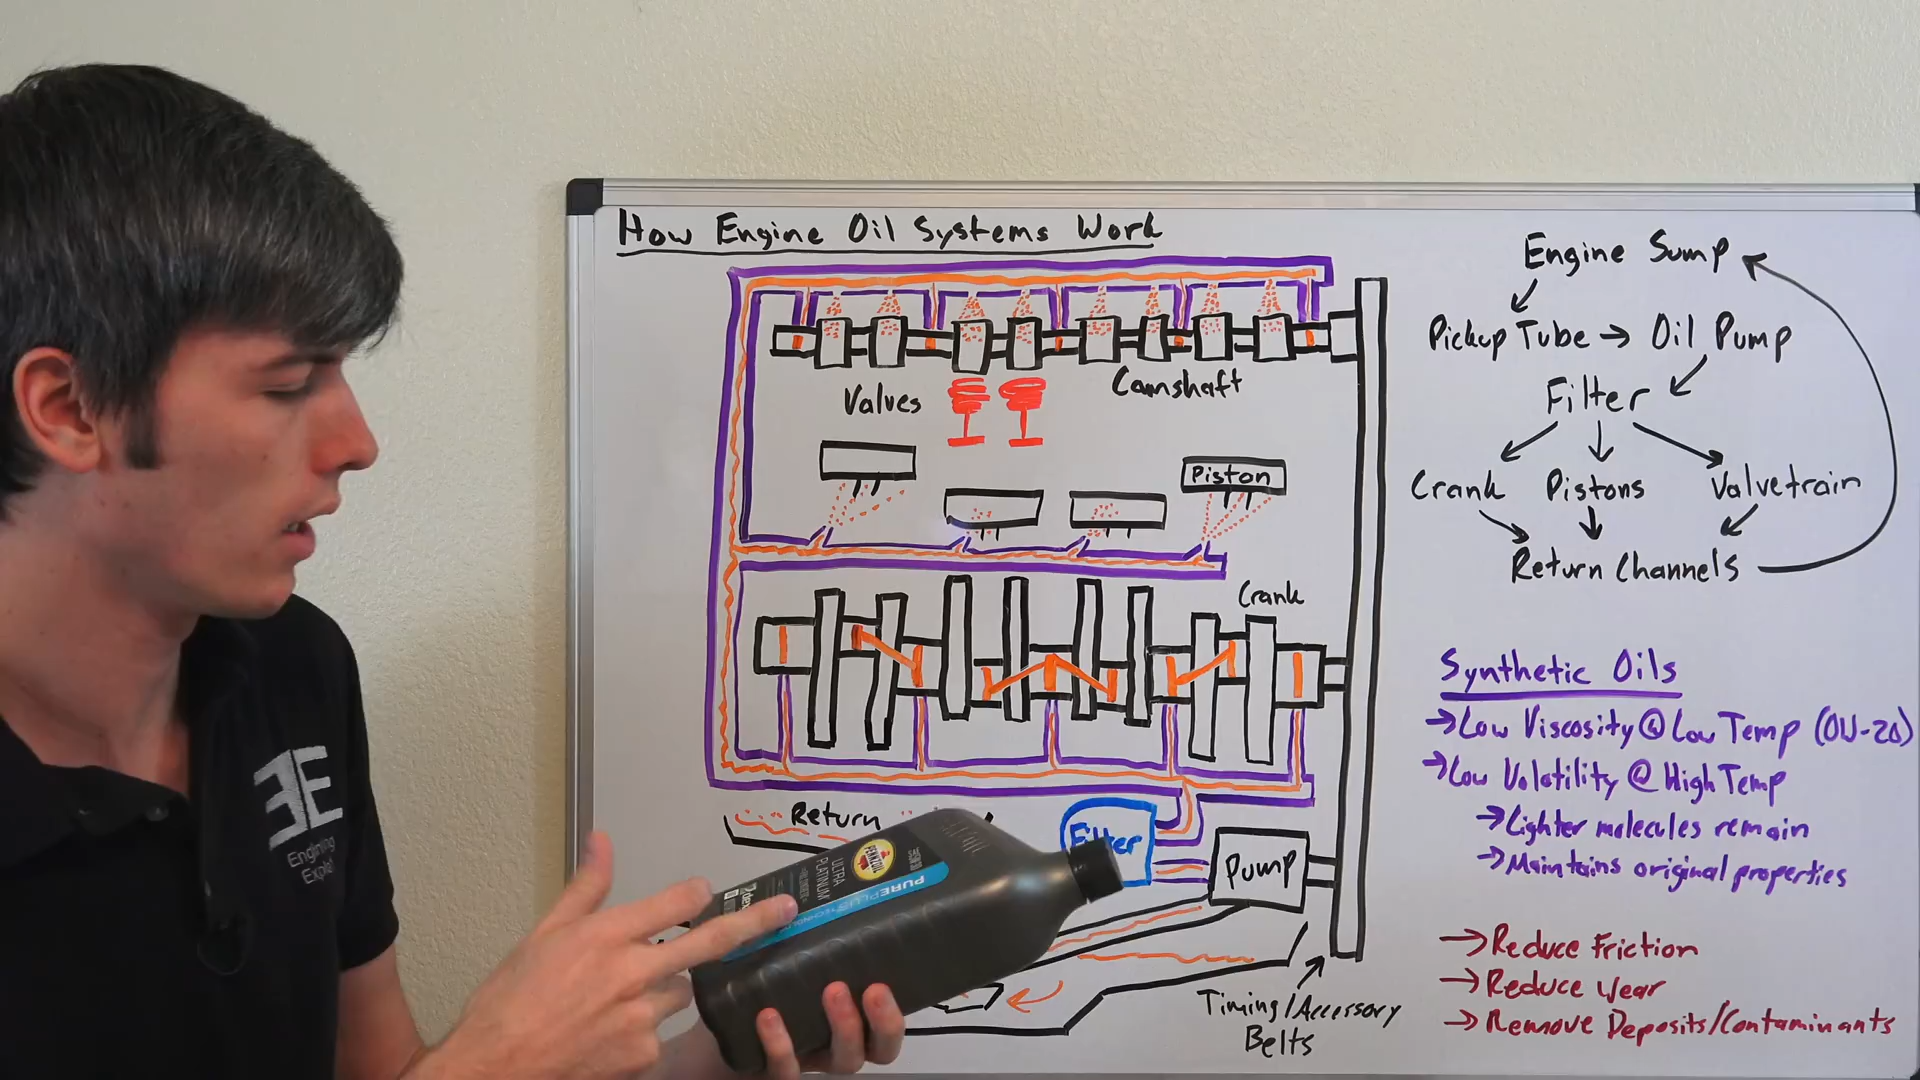 How Engine Oil Systems Work
Valves
Camshaft
Piston
Crank
Return
Filter
Pump
Timing/Accessory
Belts
Engine Sump
Pickup Tube → Oil Pump
Filter
Crank Pistons Valvetrain
Return Channels
Synthetic Oils
→ Low Viscosity @ Low Temp (0W-20)
→ Low Volatility @ High Temp
→ Lighter molecules remain
→ Maintains original properties
→ Reduce Friction
→ Reduce Wear
→ Remove Deposits/Contaminants
PENNZOIL
ULTRA
PLATINUM
PUREPLUS
EE